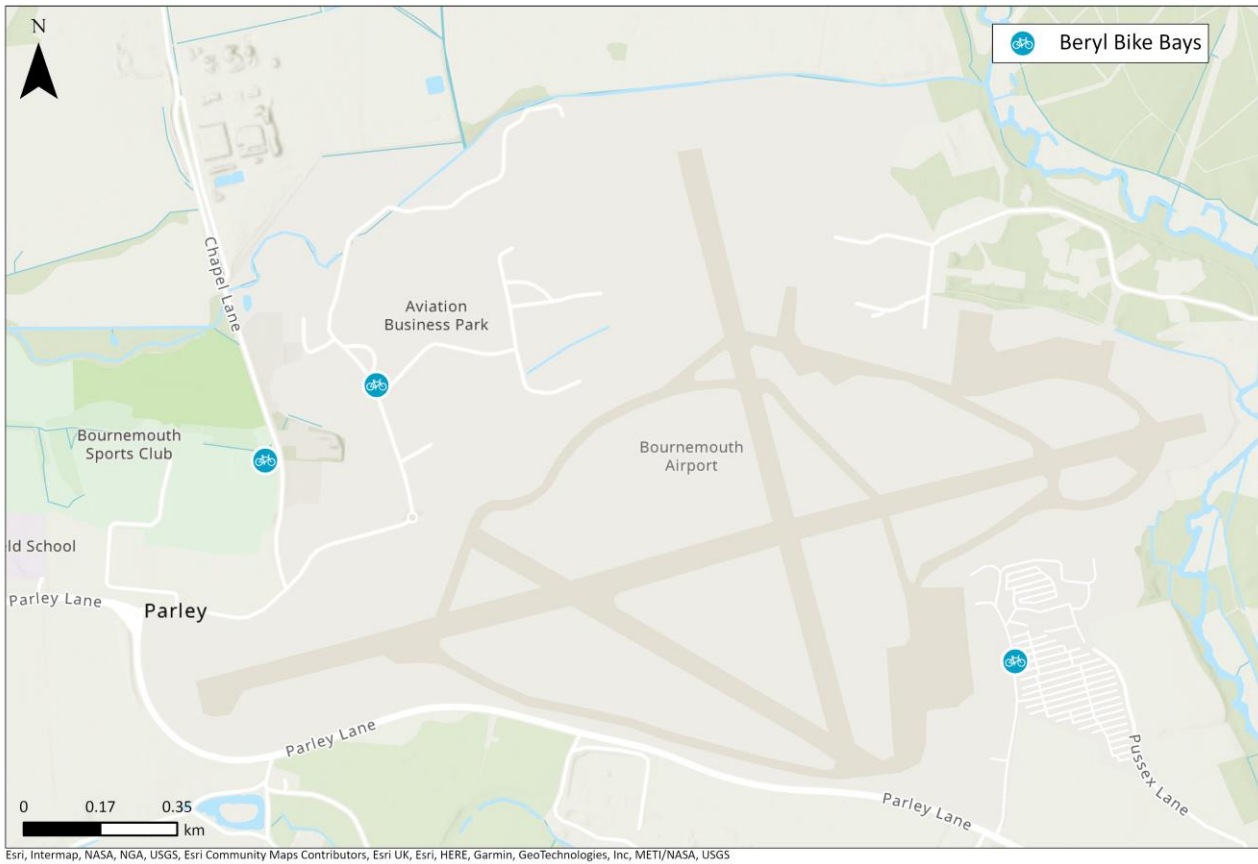 N
Beryl Bike Bays
Chapel Lane
Aviation
Business Park
Bournemouth
Sports Club
Bournemouth
Airport
ld School
Parley Lane
Parley
Parley Lane
Pussex Lane
Parley Lane
0 0.17 0.35
km
Esri, Intermap, NASA, NGA, USGS, Esri Community Maps Contributors, Esri UK, Esri, HERE, Garmin, GeoTechnologies, Inc, METI/NASA, USGS